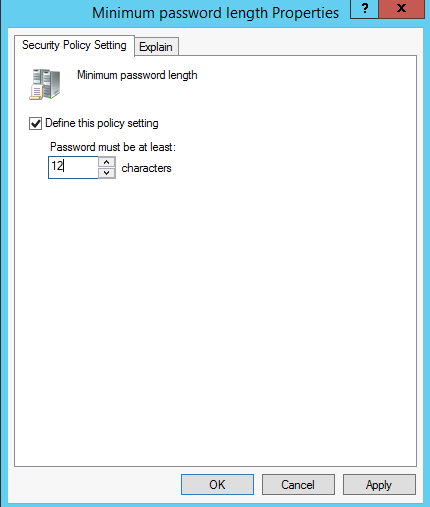 Minimum password length Properties
? x
Security Policy Setting Explain
Minimum password length
Define this policy setting
Password must be at least:
12 characters
OK Cancel Apply